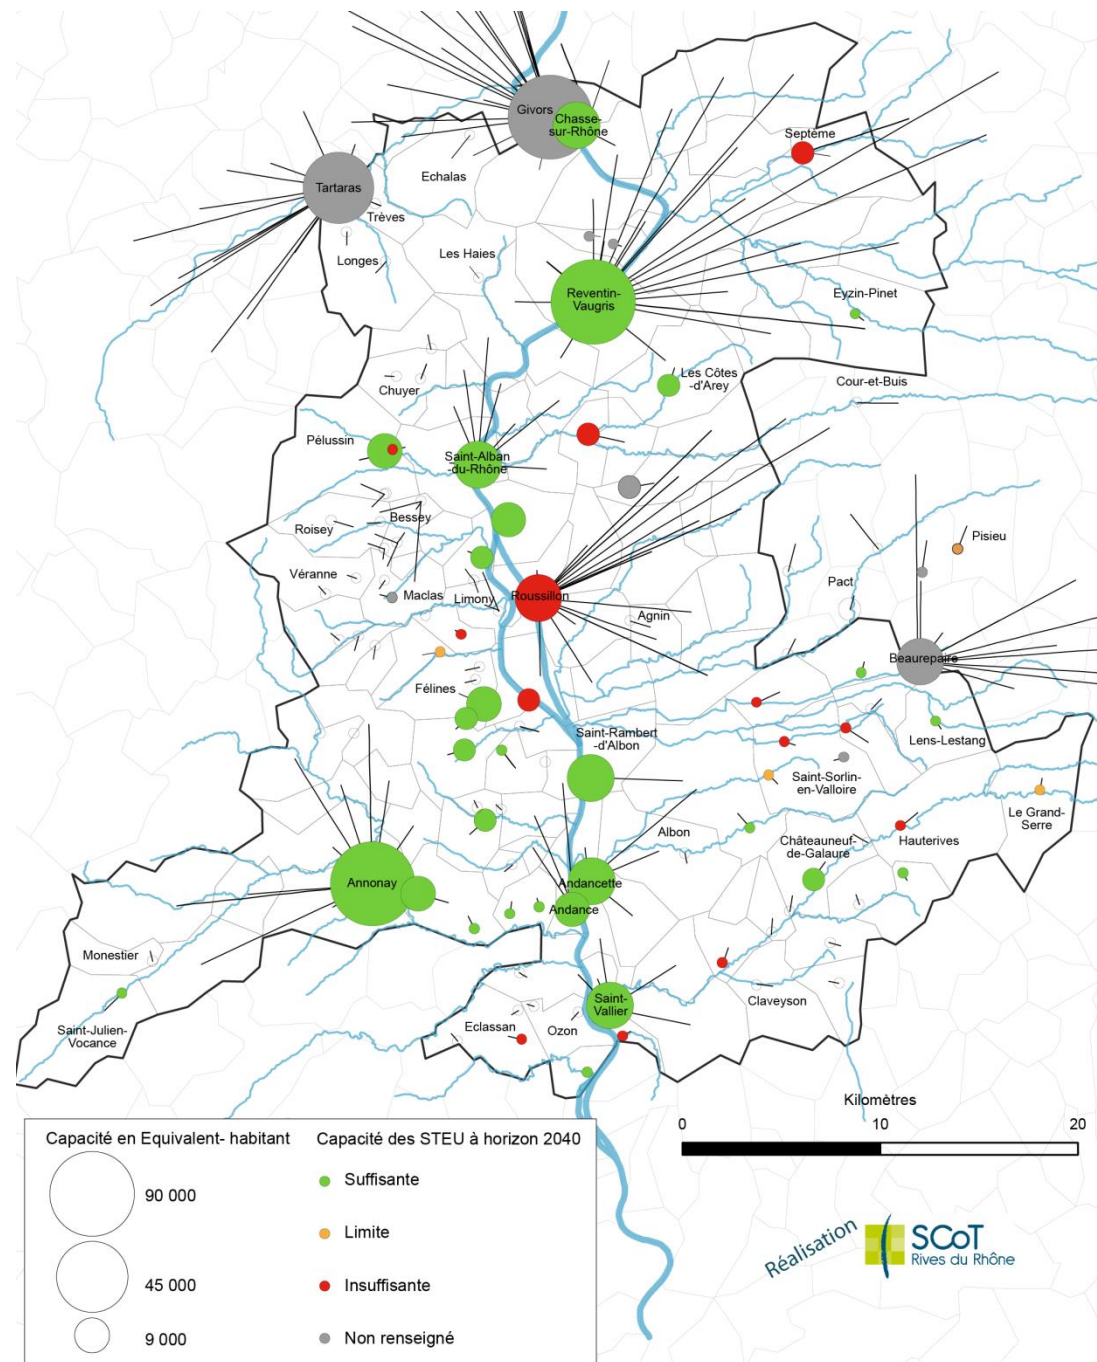 Givors
Chasse-
sur-Rhône
Septème
Echalas
Tartaras
Trèves
Longes
Les Haies
Reventin-
Vaugris
Eyzin-Pinet
Les Côtes
-d'Arey
Cour-et-Buis
Chuyer
Pélussin
Saint-Alban
-du-Rhône
Bessey
Roisey
Pisieu
Véranne
Pact
Maclas
Limony
Roussillon
Agnin
Beaurepaire
Félines
Saint-Rambert
-d'Albon
Lens-Lestang
Saint-Sorlin-
en-Valloire
Le Grand-
Serre
Albon
Châteauneuf-
de-Galaure
Hauterives
Annonay
Andancette
Andance
Monestier
Saint-
Vallier
Claveyson
Saint-Julien-
Vocance
Eclassan
Ozon
Kilomètres
0 10 20
Capacité en Equivalent- habitant
90 000
45 000
9 000
Capacité des STEU à horizon 2040
Suffisante
Limite
Insuffisante
Non renseigné
Réalisation
SCoT
Rives du Rhône